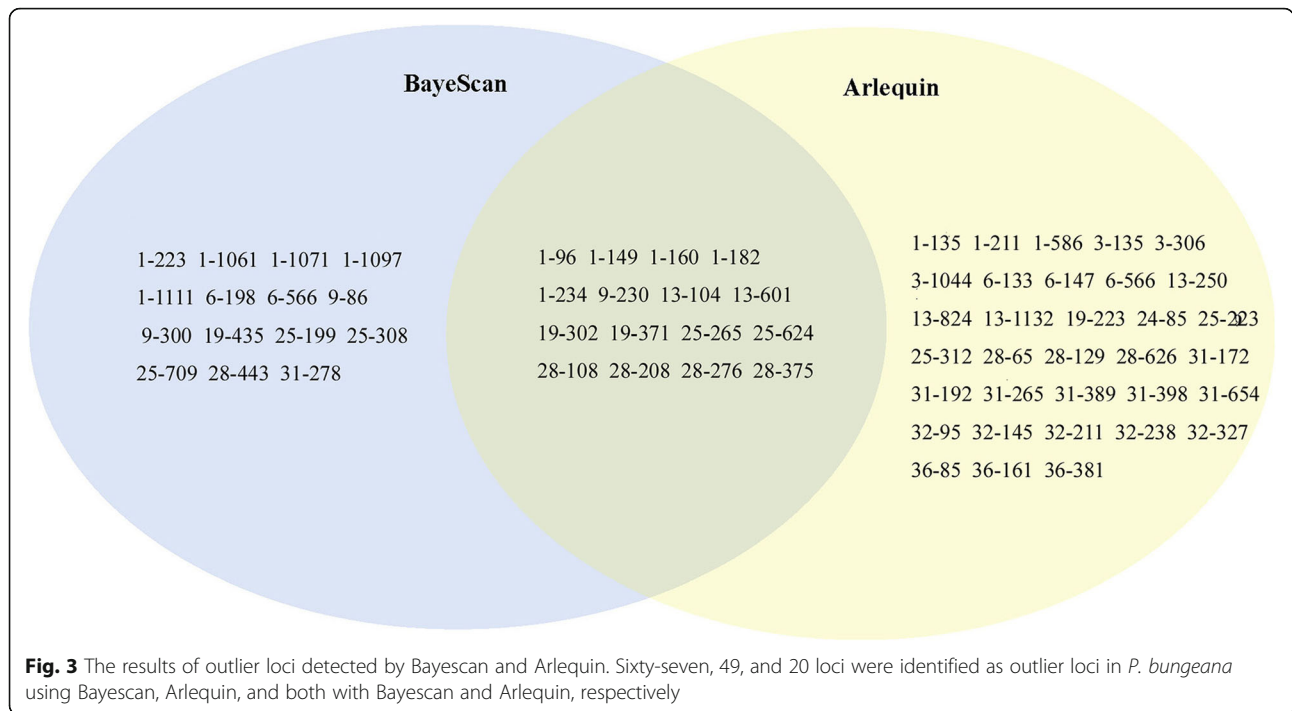 BayeScan
Arlequin
1-223 1-1061 1-1071 1-1097
1-1111 6-198 6-566 9-86
9-300 19-435 25-199 25-308
25-709 28-443 31-278
1-96 1-149 1-160 1-182
1-234 9-230 13-104 13-601
19-302 19-371 25-265 25-624
28-108 28-208 28-276 28-375
1-135 1-211 1-586 3-135 3-306
3-1044 6-133 6-147 6-566 13-250
13-824 13-1132 19-223 24-85
25-312 28-65 28-129 28-626 31-172
31-192 31-265 31-389 31-398 31-654
32-95 32-145 32-211 32-238 32-327
36-85 36-161 36-381
Fig. 3 The results of outlier loci detected by Bayescan and Arlequin. Sixty-seven, 49, and 20 loci were identified as outlier loci in P. bungeana
using Bayescan, Arlequin, and both with Bayescan and Arlequin, respectively